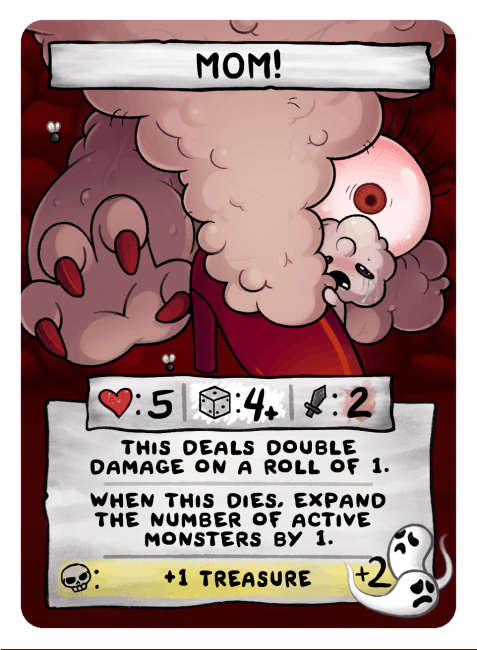 MOM!
:5 :4+ :2
THIS DEALS DOUBLE
DAMAGE ON A ROLL OF 1.
WHEN THIS DIES, EXPAND
THE NUMBER OF ACTIVE
MONSTERS BY 1.
: +1 TREASURE +2